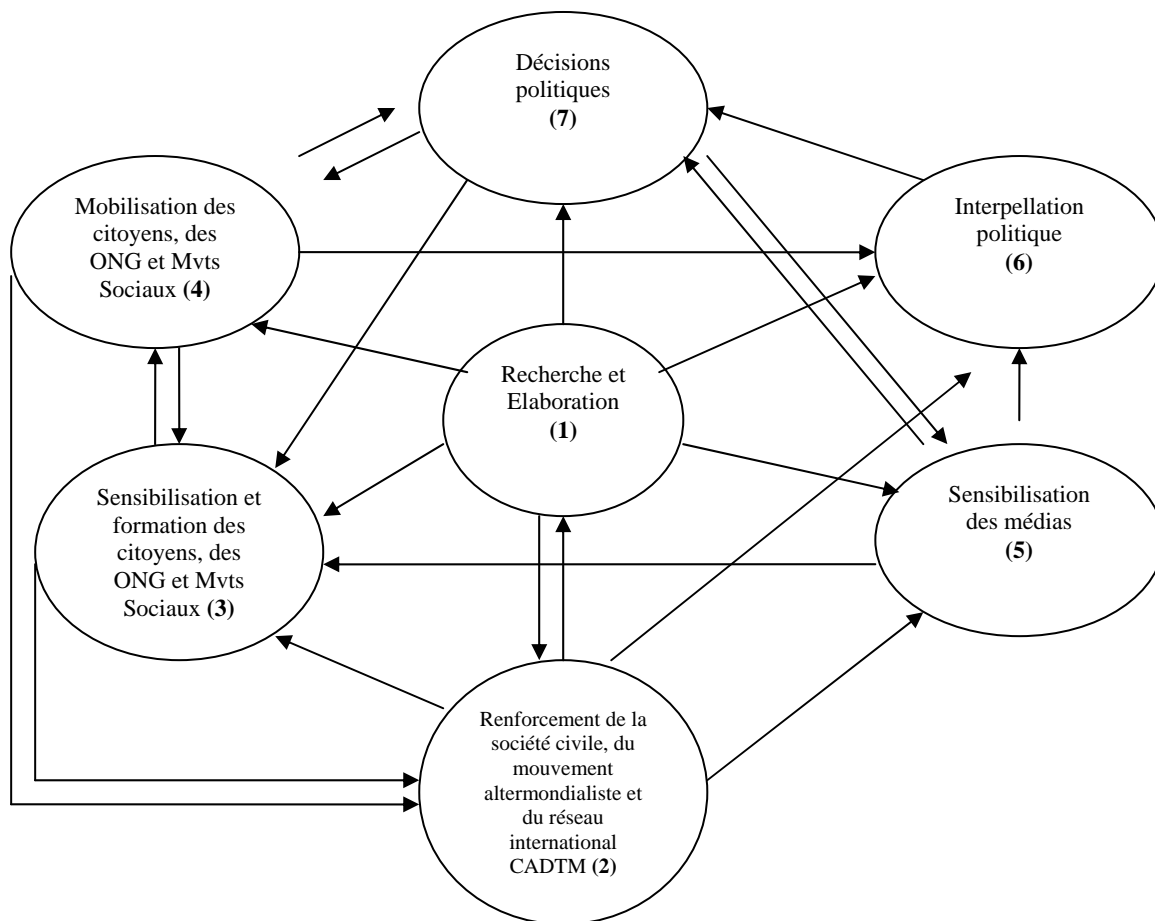 Décisions
politiques
(7)
Mobilisation des
citoyens, des
ONG et Mvts
Sociaux (4)
Interpellation
politique
(6)
Recherche et
Elaboration
(1)
Sensibilisation et
formation des
citoyens, des
ONG et Mvts
Sociaux (3)
Sensibilisation
des médias
(5)
Renforcement de la
société civile, du
mouvement
altermondialiste et
du réseau
international
CADTM (2)